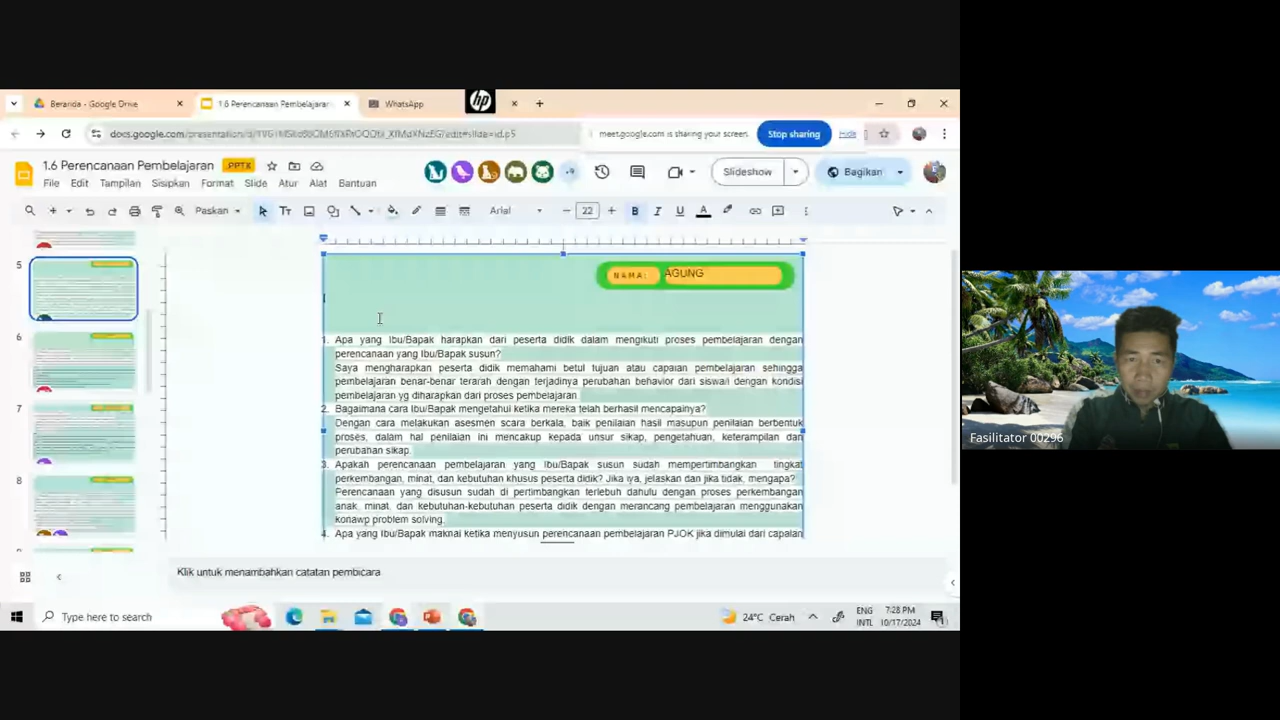 Beranda - Google Drive
1.6 Perencanaan Pembelajaran
WhatsApp
hp
meet.google.com is sharing your screen.
Stop sharing
Hide
1.6 Perencanaan Pembelajaran
.PPTX
Slideshow
Bagikan
File Edit Tampilan Sisipkan Format Slide Atur Alat Bantuan
Paskan
Arial
22
5
6
7
8
NAMA:
AGUNG
1. Apa yang Ibu/Bapak harapkan dari peserta didik dalam mengikuti proses pembelajaran dengan
perencanaan yang Ibu/Bapak susun?
Saya mengharapkan peserta didik memahami betul tujuan atau capaian pembelajaran sehingga
pembelajaran benar-benar terarah dengan terjadinya perubahan behavior dari siswa/i dengan kondisi
pembelajaran yg diharapkan dari proses pembelajaran
2. Bagaimana cara Ibu/Bapak mengetahui ketika mereka telah berhasil mencapainya?
Dengan cara melakukan asesmen scara berkala, baik penilaian hasil masupun penilaian berbentuk
proses, dalam hal penilaian ini mencakup kepada unsur sikap, pengetahuan, keterampilan dan
perubahan sikap.
3. Apakah perencanaan pembelajaran yang Ibu/Bapak susun sudah mempertimbangkan tingkat
perkembangan, minat, dan kebutuhan khusus peserta didik? Jika iya, jelaskan dan jika tidak, mengapa?
Perencanaan yang disusun sudah di pertimbangkan terlebih dahulu dengan proses perkembangan
anak, minat, dan kebutuhan-kebutuhan peserta didik dengan merancang pembelajaran menggunakan
konawp problem solving.
4. Apa yang Ibu/Bapak maknai ketika menyusun perencanaan pembelajaran PJOK jika dimulai dari capaian
Klik untuk menambahkan catatan pembicara
Type here to search
24°C Cerah
ENG
INTL
7:28 PM
10/17/2024
Fasilitator 00296